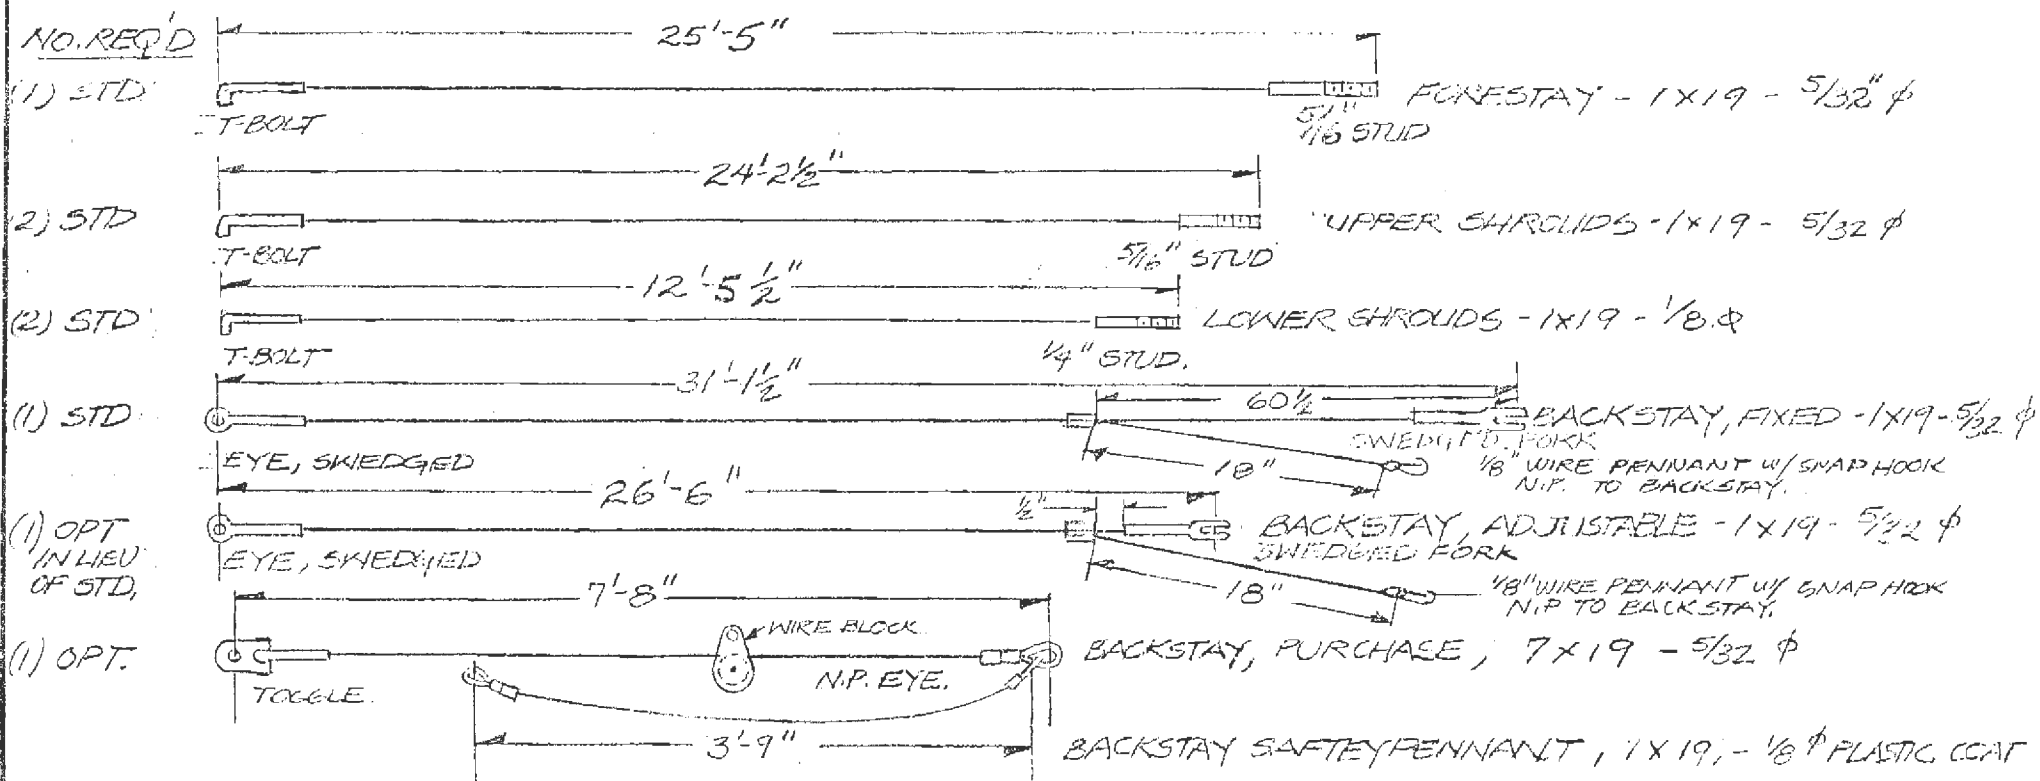 NO. REQ'D
25'-5"
(1) STD
FORESTAY - 1X19 - 5/32" ϕ
T-BOLT
5/16" STUD
24'-2½"
(2) STD
UPPER SHROUDS - 1X19 - 5/32 ϕ
T-BOLT
5/16" STUD
12'-5 ½"
(2) STD
LOWER SHROUDS - 1X19 - 1/8 ϕ
T-BOLT
1/4" STUD.
31'-1½"
60½
(1) STD
BACKSTAY, FIXED - 1X19 - 5/32 ϕ
SWEDGED FORK
EYE, SWEDGED
18"
1/8" WIRE PENNANT W/ SNAP HOOK
N.P. TO BACKSTAY.
26'-6"
½"
(1) OPT
IN LIEU
OF STD,
BACKSTAY, ADJUSTABLE - 1X19 - 5/32 ϕ
SWEDGED FORK
EYE, SWEDGED
18"
1/8" WIRE PENNANT W/ SNAP HOOK
N.P TO BACKSTAY.
7'-8"
WIRE BLOCK
(1) OPT.
BACKSTAY, PURCHASE, 7X19 - 5/32 ϕ
TOGGLE.
N.P. EYE.
3'-9"
BACKSTAY SAFTEY PENNANT, 1X19, - 1/8 ϕ PLASTIC COAT